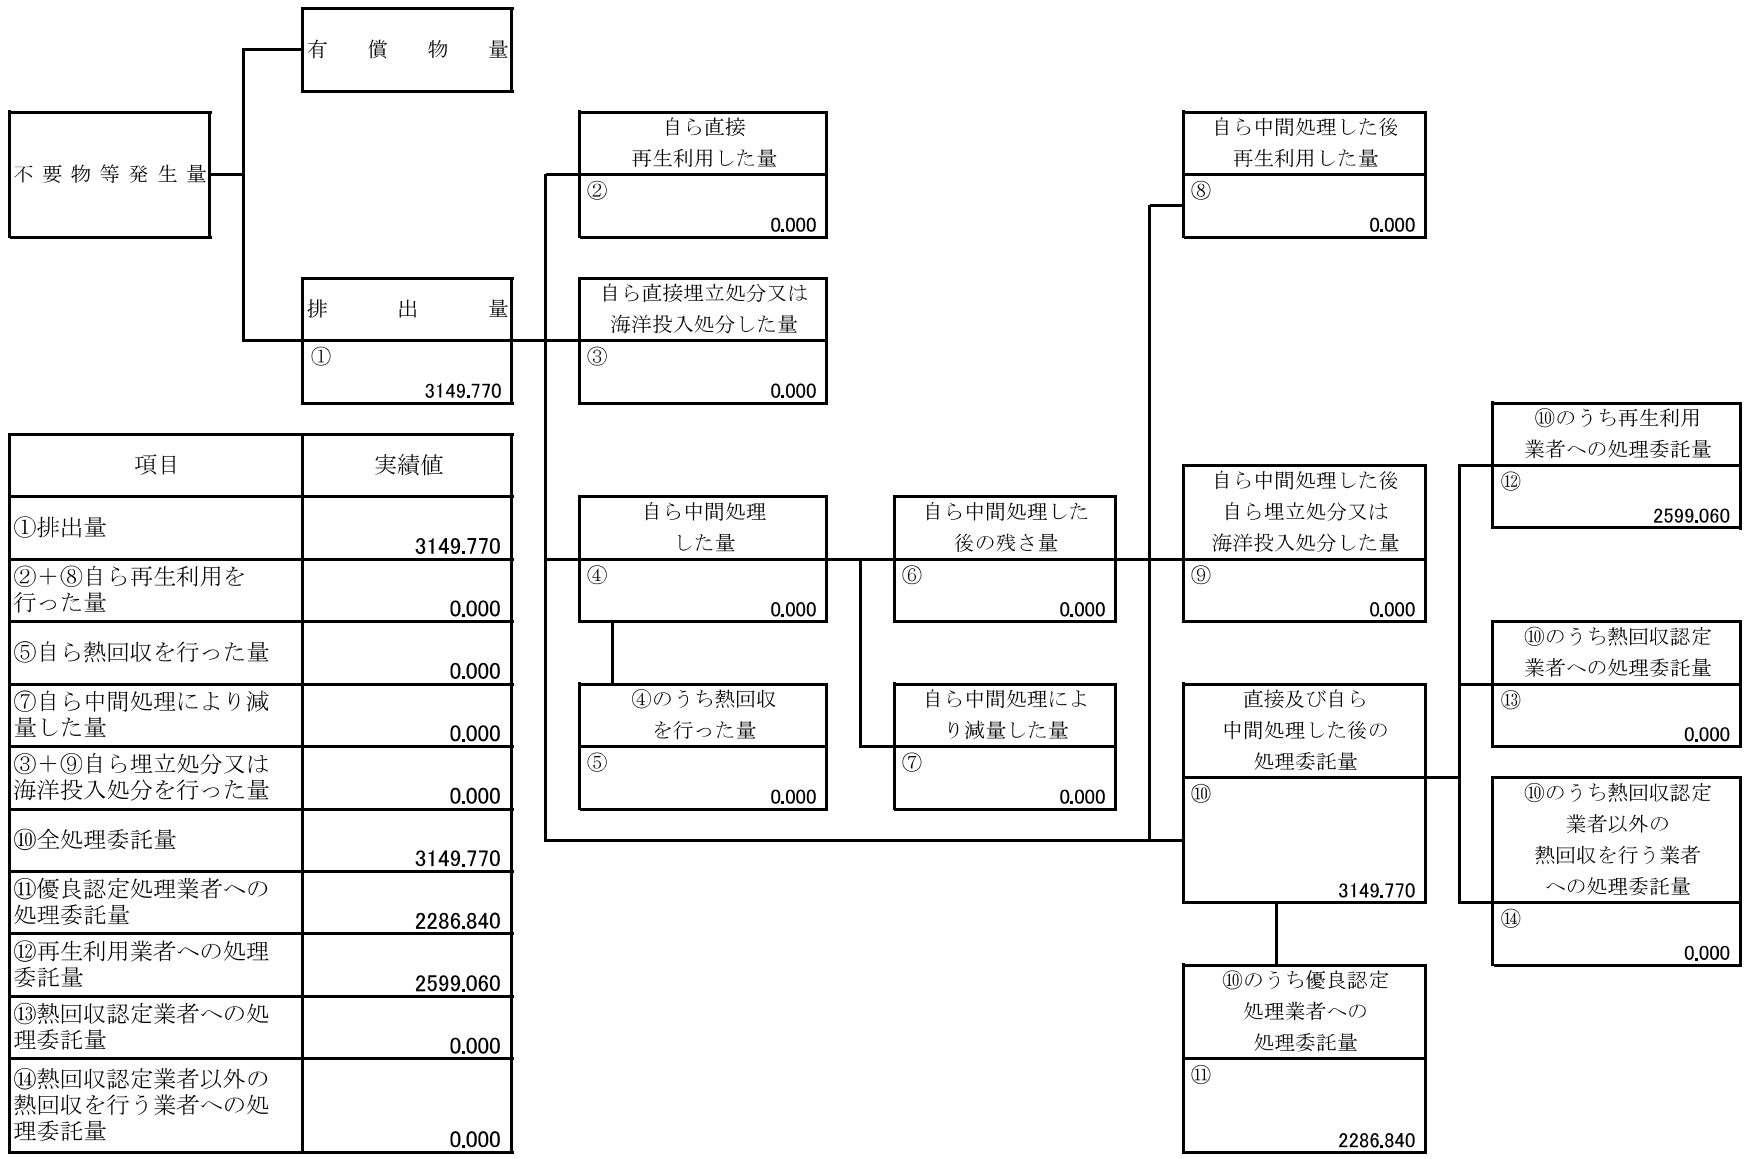 有償物量
不要物等発生量
排出量
①
3149.770
自ら直接
再生利用した量
②
0.000
自ら直接埋立処分又は
海洋投入処分した量
③
0.000
自ら中間処理
した量
④
0.000
④のうち熱回収
を行った量
⑤
0.000
自ら中間処理した
後の残さ量
⑥
0.000
自ら中間処理によ
り減量した量
⑦
0.000
自ら中間処理した後
再生利用した量
⑧
0.000
自ら中間処理した後
自ら埋立処分又は
海洋投入処分した量
⑨
0.000
直接及び自ら
中間処理した後の
処理委託量
⑩
3149.770
⑩のうち優良認定
処理業者への
処理委託量
⑪
2286.840
⑩のうち再生利用
業者への処理委託量
⑫
2599.060
⑩のうち熱回収認定
業者への処理委託量
⑬
0.000
⑩のうち熱回収認定
業者以外の
熱回収を行う業者
への処理委託量
⑭
0.000
項目 実績値
①排出量
3149.770
②+⑧自ら再生利用を
行った量
0.000
⑤自ら熱回収を行った量
0.000
⑦自ら中間処理により減
量した量
0.000
③+⑨自ら埋立処分又は
海洋投入処分を行った量
0.000
⑩全処理委託量
3149.770
⑪優良認定処理業者への
処理委託量
2286.840
⑫再生利用業者への処理
委託量
2599.060
⑬熱回収認定業者への処
理委託量
0.000
⑭熱回収認定業者以外の
熱回収を行う業者への処
理委託量
0.000